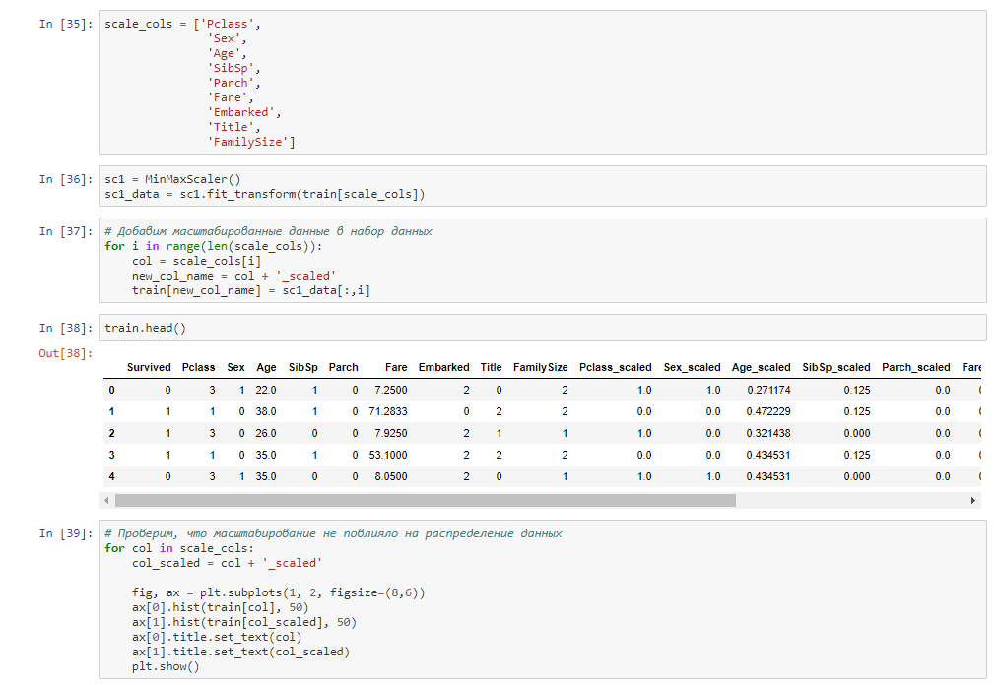 In [35]: scale_cols = ['Pclass',
'Sex',
'Age',
'SibSp',
'Parch',
'Fare',
'Embarked',
'Title',
'FamilySize']
In [36]: sc1 = MinMaxScaler()
sc1_data = sc1.fit_transform(train[scale_cols])
In [37]: # Добавим масштабированные данные в набор данных
for i in range(len(scale_cols)):
col = scale_cols[i]
new_col_name = col + '_scaled'
train[new_col_name] = sc1_data[:,i]
In [38]: train.head()
Out[38]:
Survived Pclass Sex Age SibSp Parch Fare Embarked Title FamilySize Pclass_scaled Sex_scaled Age_scaled SibSp_scaled Parch_scaled Fare
0 0 3 1 22.0 1 0 7.2500 2 0 2 1.0 1.0 0.271174 0.125 0.0
1 1 1 0 38.0 1 0 71.2833 0 2 2 0.0 0.0 0.472229 0.125 0.0
2 1 3 0 26.0 0 0 7.9250 2 1 1 1.0 0.0 0.321438 0.000 0.0
3 1 1 0 35.0 1 0 53.1000 2 2 2 0.0 0.0 0.434531 0.125 0.0
4 0 3 1 35.0 0 0 8.0500 2 0 1 1.0 1.0 0.434531 0.000 0.0
In [39]: # Проверим, что масштабирование не повлияло на распределение данных
for col in scale_cols:
col_scaled = col + '_scaled'
fig, ax = plt.subplots(1, 2, figsize=(8,6))
ax[0].hist(train[col], 50)
ax[1].hist(train[col_scaled], 50)
ax[0].title.set_text(col)
ax[1].title.set_text(col_scaled)
plt.show()